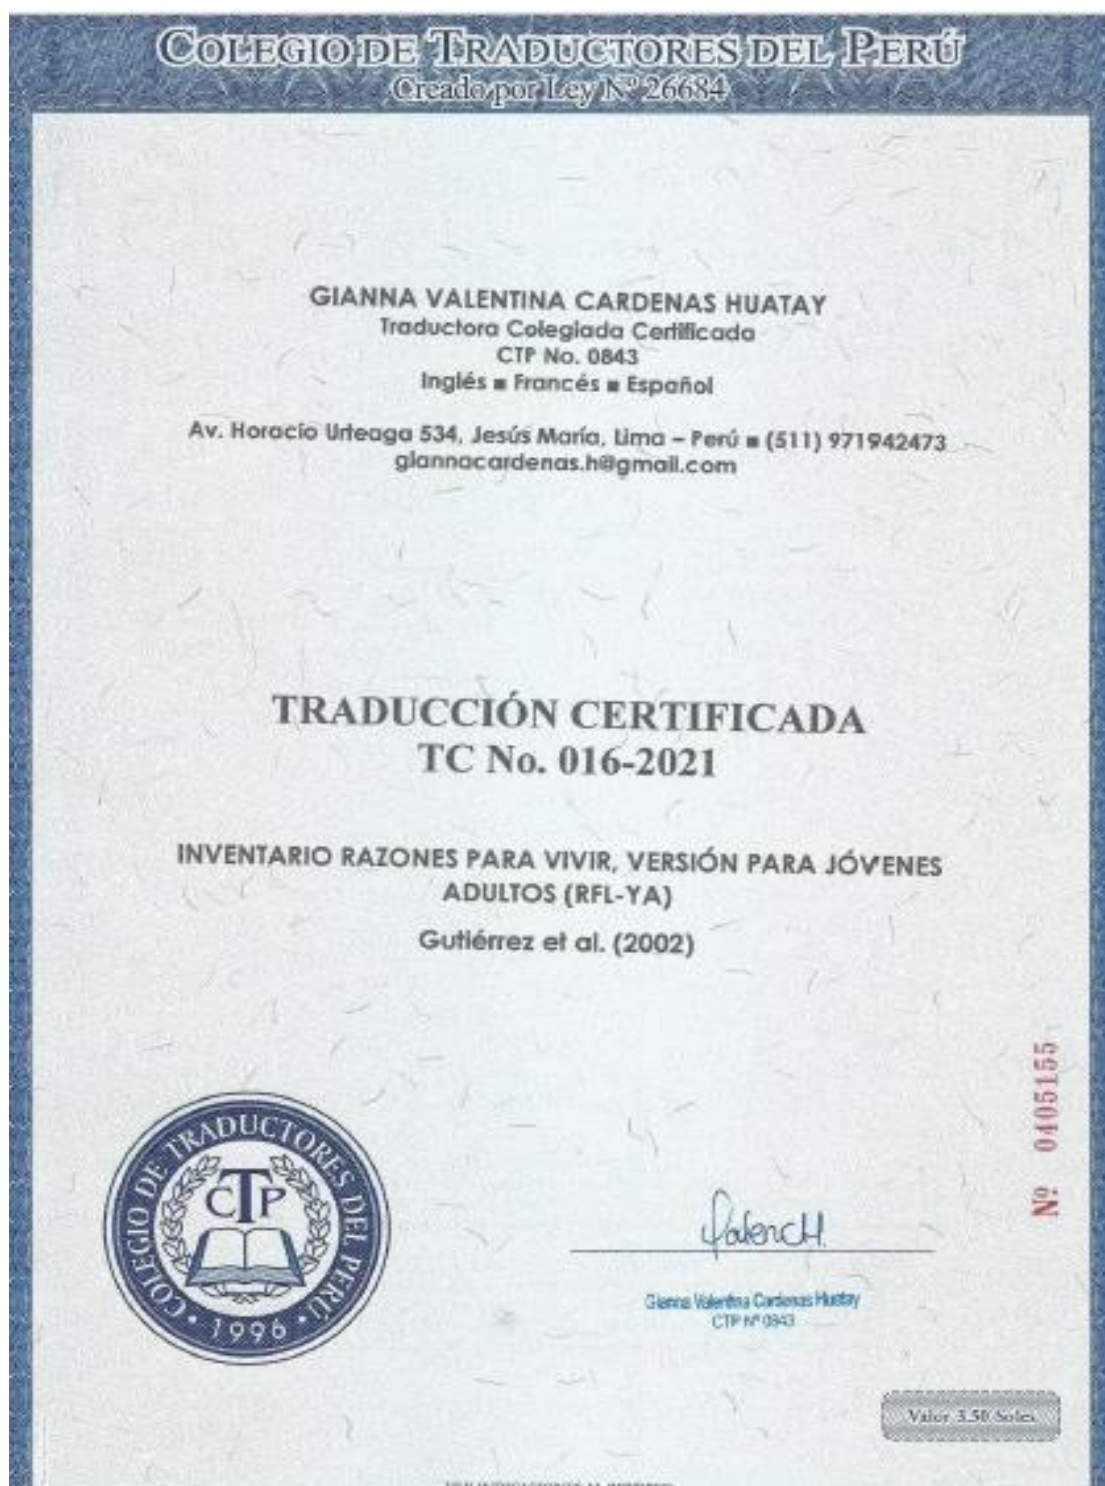 COLEGIO DE TRADUCTORES DEL PERÚ
Creado por Ley Nº 26684
GIANNA VALENTINA CARDENAS HUATAY
Traductora Colegiada Certificada
CTP No. 0843
Inglés ■ Francés ■ Español
Av. Horacio Urteaga 534, Jesús María, Lima – Perú ■ (511) 971942473
giannacardenas.h@gmail.com
TRADUCCIÓN CERTIFICADA
TC No. 016-2021
INVENTARIO RAZONES PARA VIVIR, VERSIÓN PARA JÓVENES
ADULTOS (RFL-YA)
Gutiérrez et al. (2002)
Nº 0405155
COLEGIO DE TRADUCTORES DEL PERÚ
CTP
• 1996 •
Gianna Valentina Cardenas Huatay
CTP Nº 0843
Valor 3.50 Soles